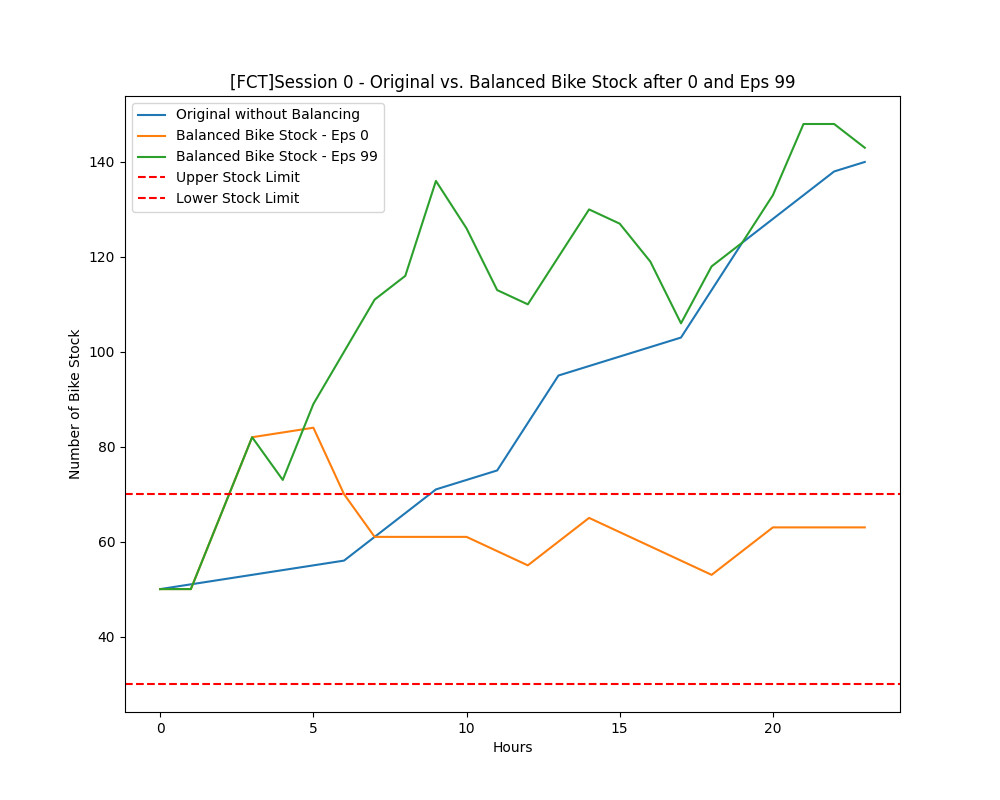 [FCT]Session 0 - Original vs. Balanced Bike Stock after 0 and Eps 99
Original without Balancing
Balanced Bike Stock - Eps 0
Balanced Bike Stock - Eps 99
Upper Stock Limit
Lower Stock Limit
Number of Bike Stock
140
120
100
80
60
40
0 5 10 15 20
Hours